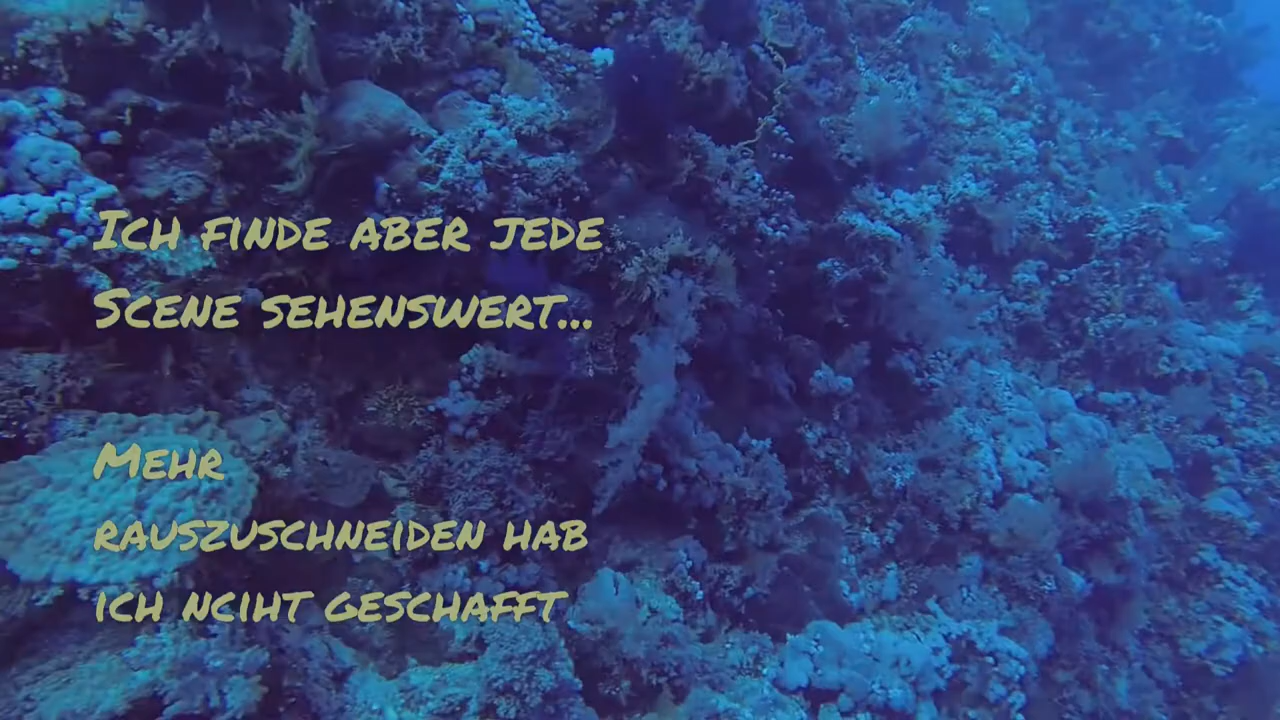 Ich finde aber jede
Scene sehenswert...
Mehr
rauszuschneiden hab
ich nciht geschafft